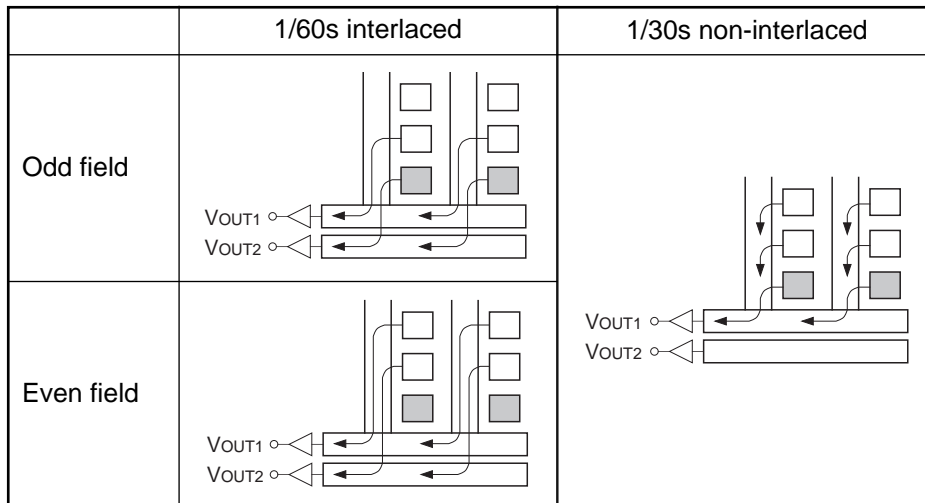 1/60s interlaced
1/30s non-interlaced
Odd field
VOUT1
VOUT2
VOUT1
VOUT2
Even field
VOUT1
VOUT2